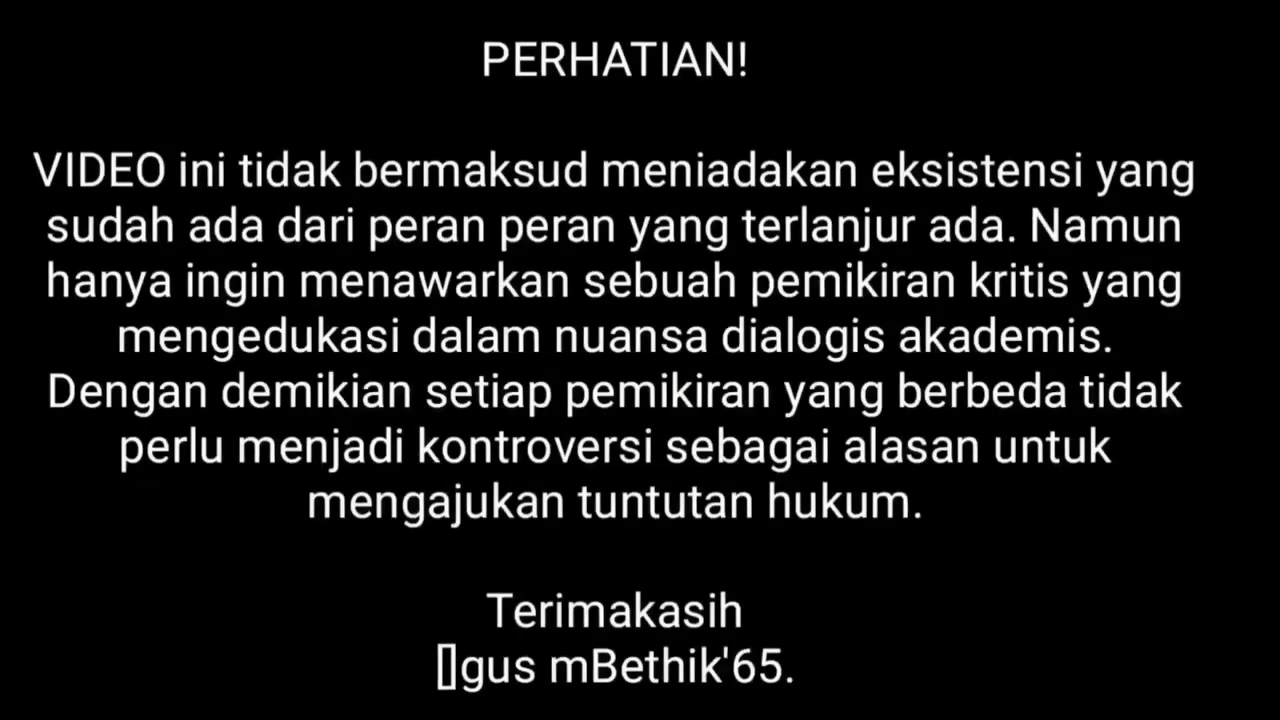 PERHATIAN!
VIDEO ini tidak bermaksud meniadakan eksistensi yang
sudah ada dari peran peran yang terlanjur ada. Namun
hanya ingin menawarkan sebuah pemikiran kritis yang
mengedukasi dalam nuansa dialogis akademis.
Dengan demikian setiap pemikiran yang berbeda tidak
perlu menjadi kontroversi sebagai alasan untuk
mengajukan tuntutan hukum.
Terimakasih
[]gus mBethik'65.